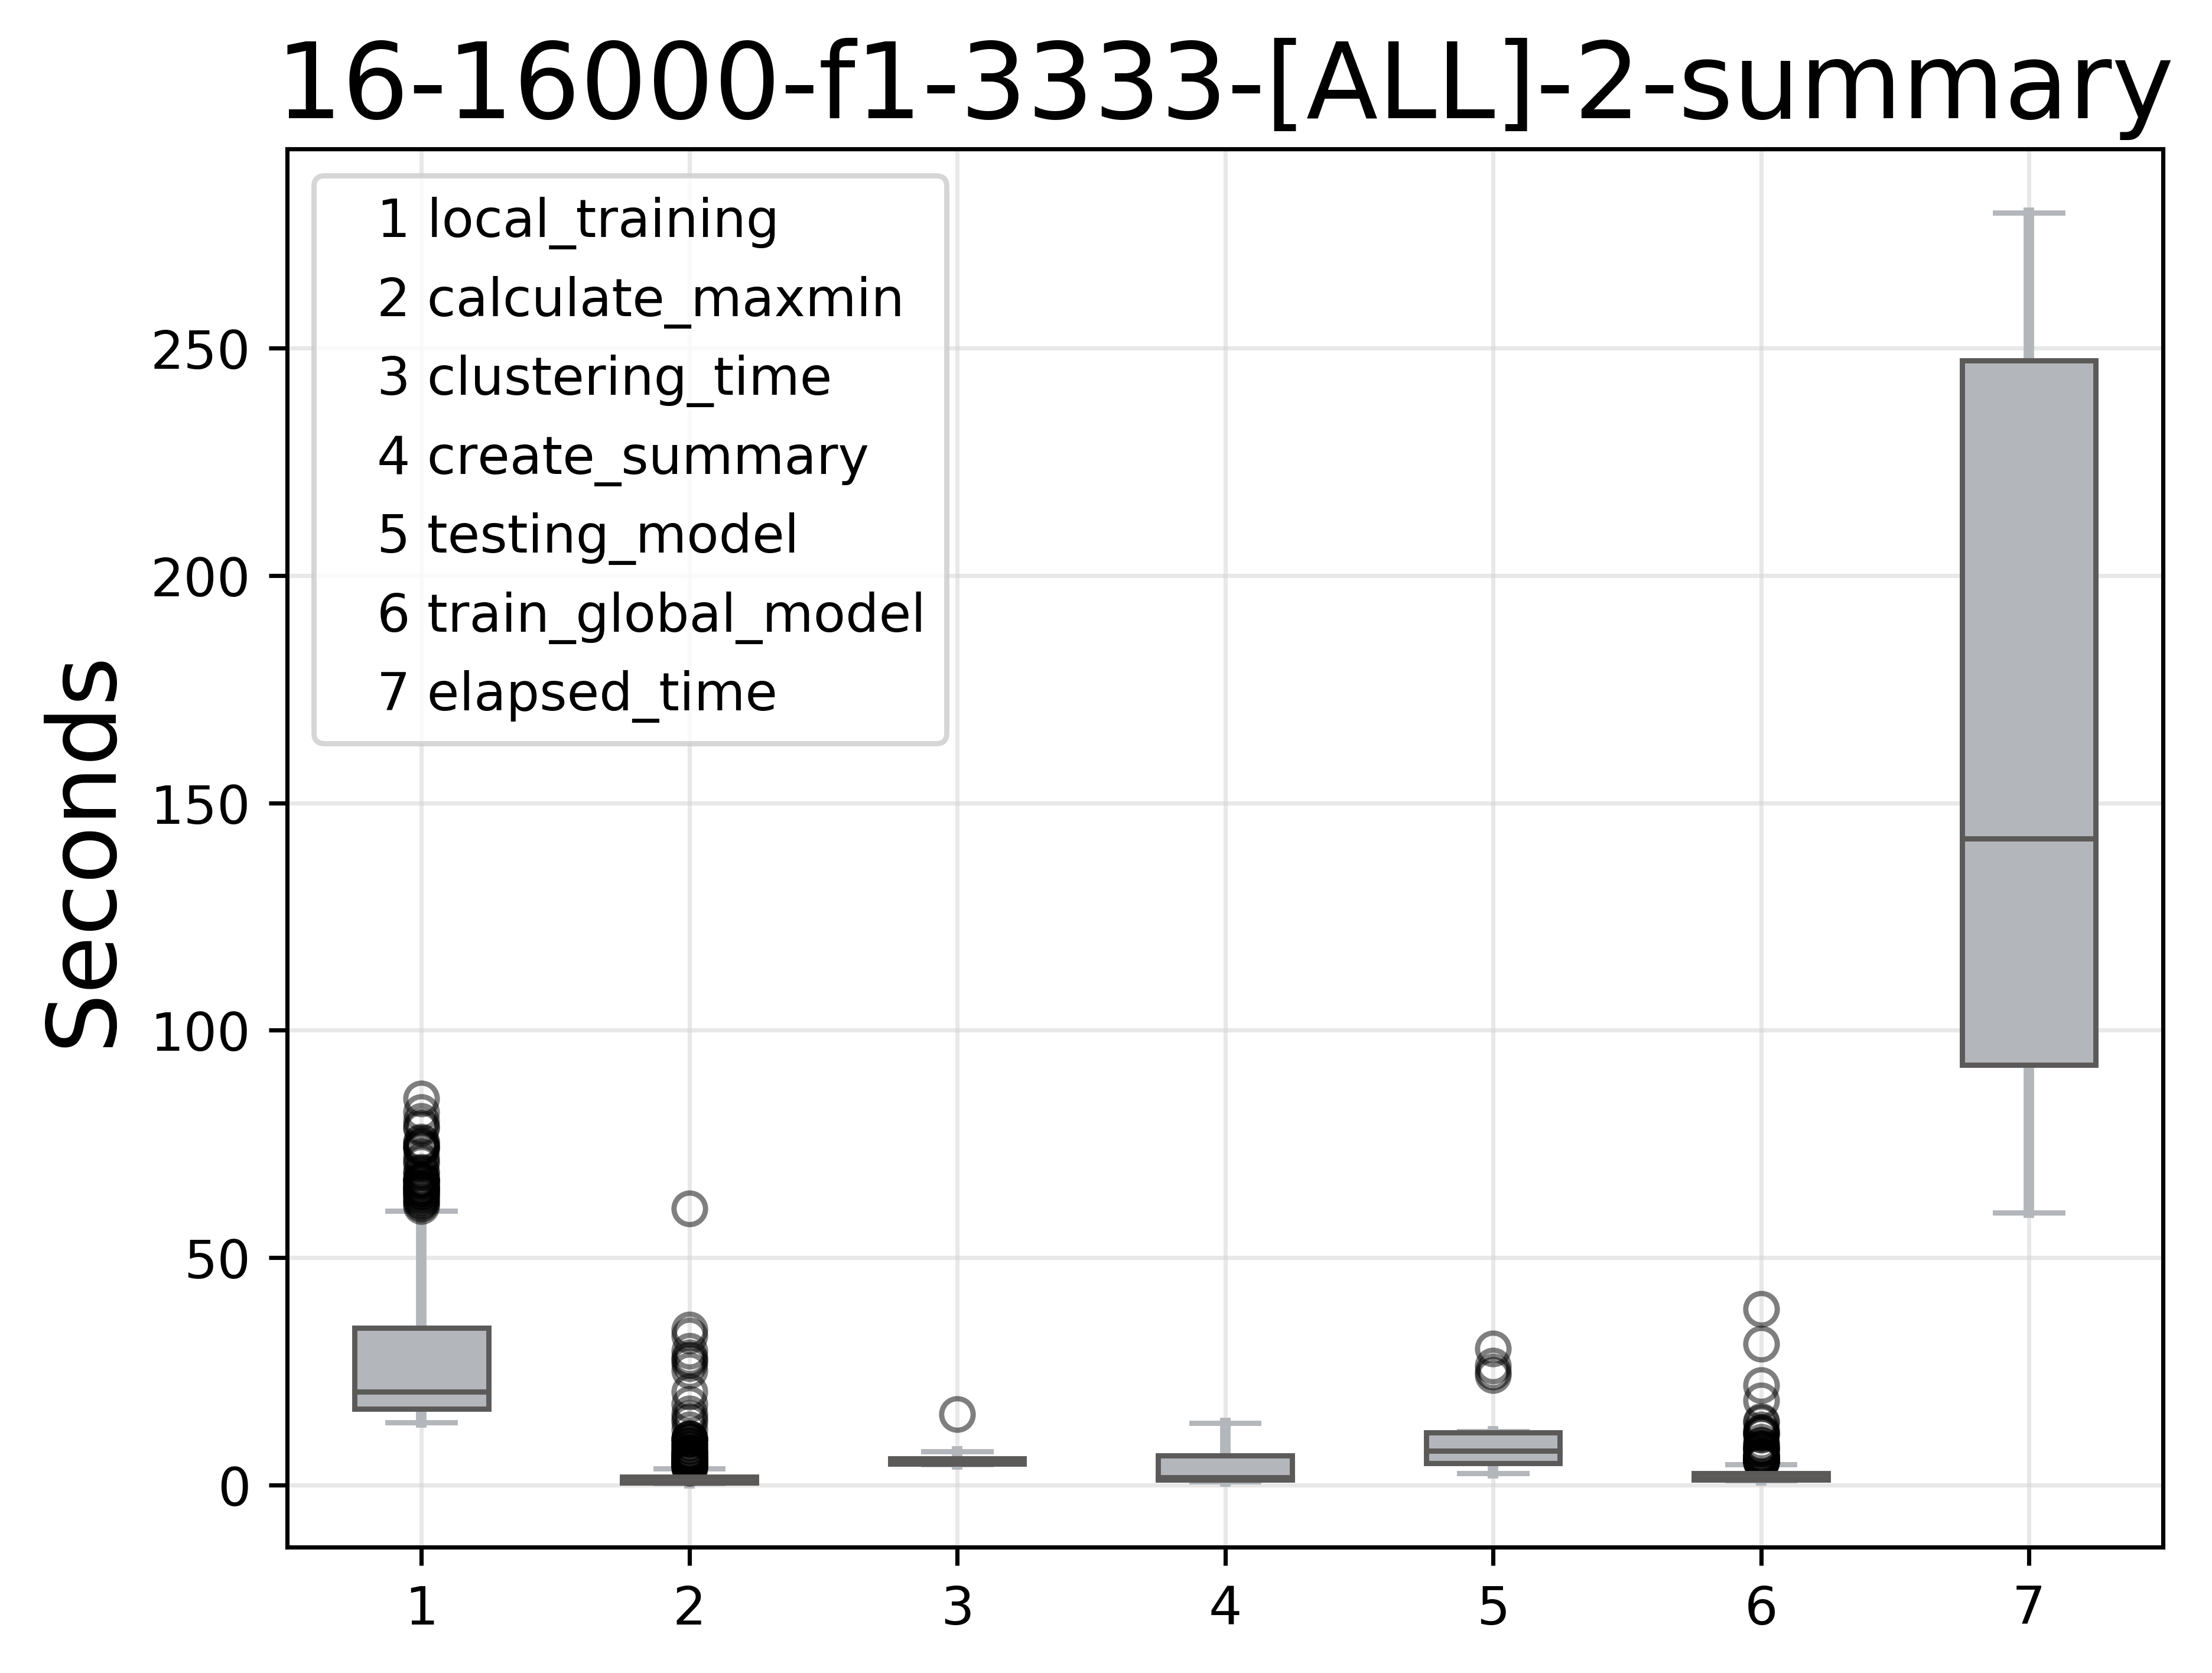 16-16000-f1-3333-[ALL]-2-summary
1 local_training
2 calculate_maxmin
3 clustering_time
4 create_summary
5 testing_model
6 train_global_model
7 elapsed_time
Seconds
250
200
150
100
50
0
1 2 3 4 5 6 7